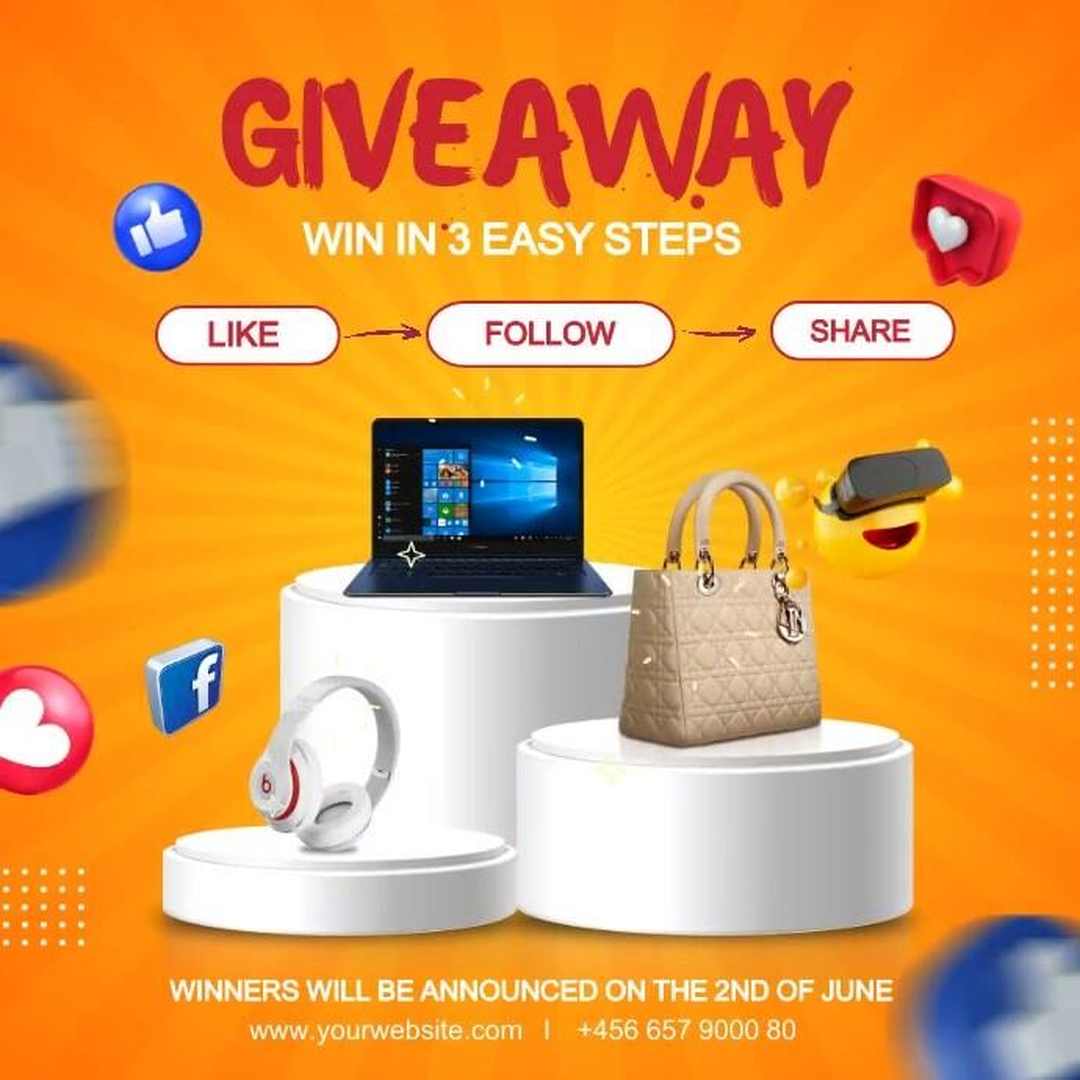 GIVEAWAY
WIN IN 3 EASY STEPS
LIKE FOLLOW SHARE
f
b
WINNERS WILL BE ANNOUNCED ON THE 2ND OF JUNE
www.yourwebsite.com | +456 657 9000 80